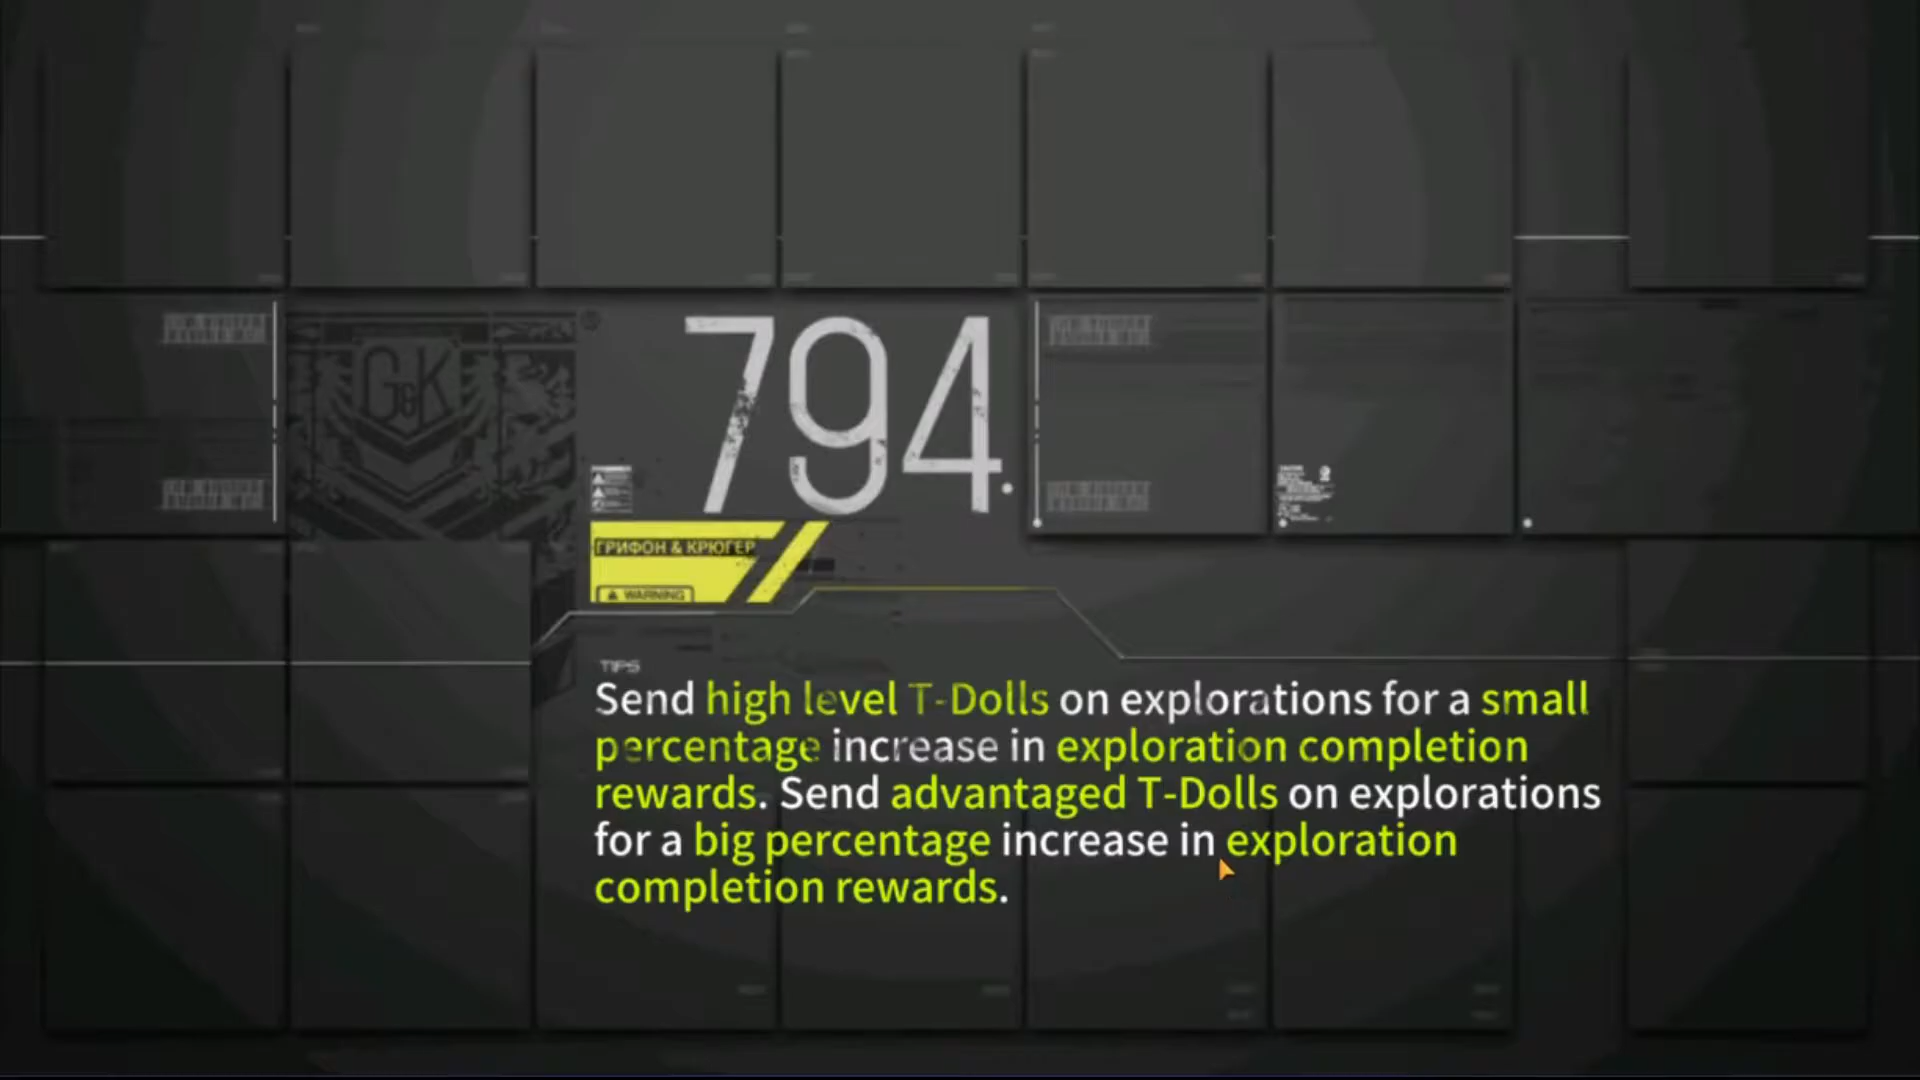 G&K
794.
ГРИФОН & КРЮГЕР
WARNING
TIPS
Send high level T-Dolls on explorations for a small
percentage increase in exploration completion
rewards. Send advantaged T-Dolls on explorations
for a big percentage increase in exploration
completion rewards.